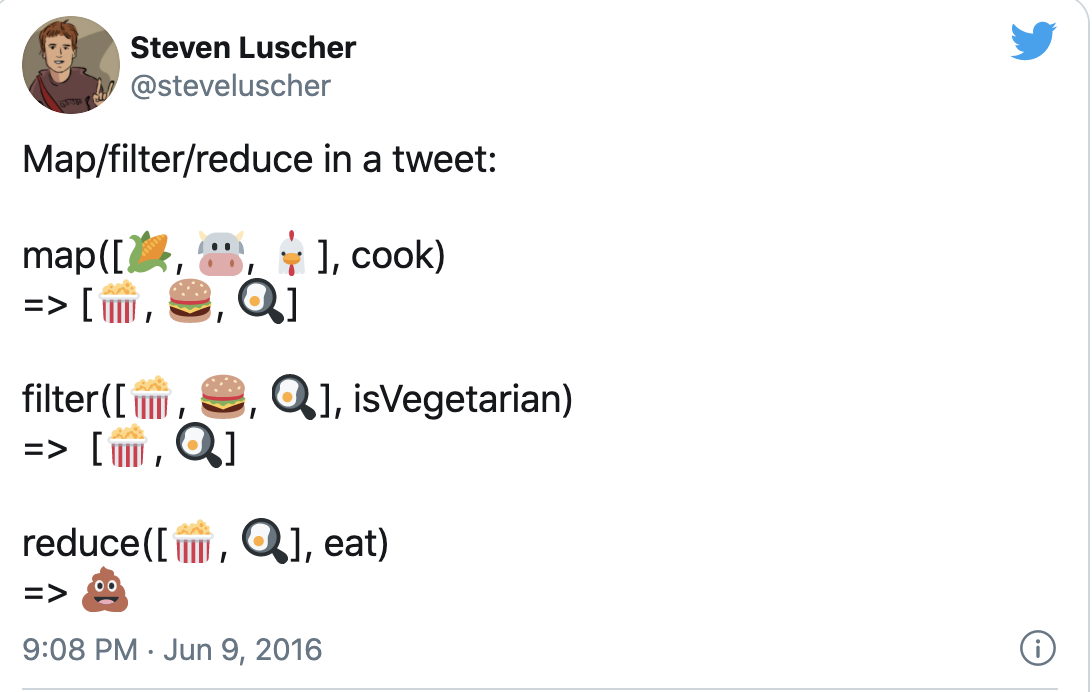 Steven Luscher
@steveluscher
Map/filter/reduce in a tweet:
map([🌽, 🐮, 🐔], cook)
=> [🍿, 🍔, 🍳]
filter([🍿, 🍔, 🍳], isVegetarian)
=> [🍿, 🍳]
reduce([🍿, 🍳], eat)
=> 💩
9:08 PM · Jun 9, 2016